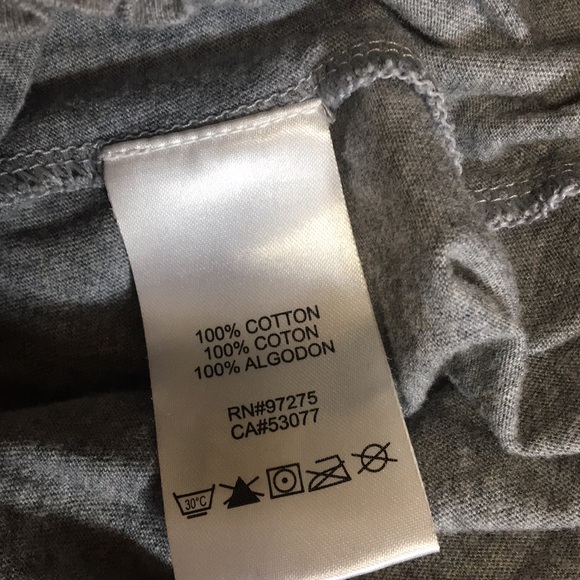 100% COTTON
100% COTON
100% ALGODON
RN#97275
CA#53077
30°C